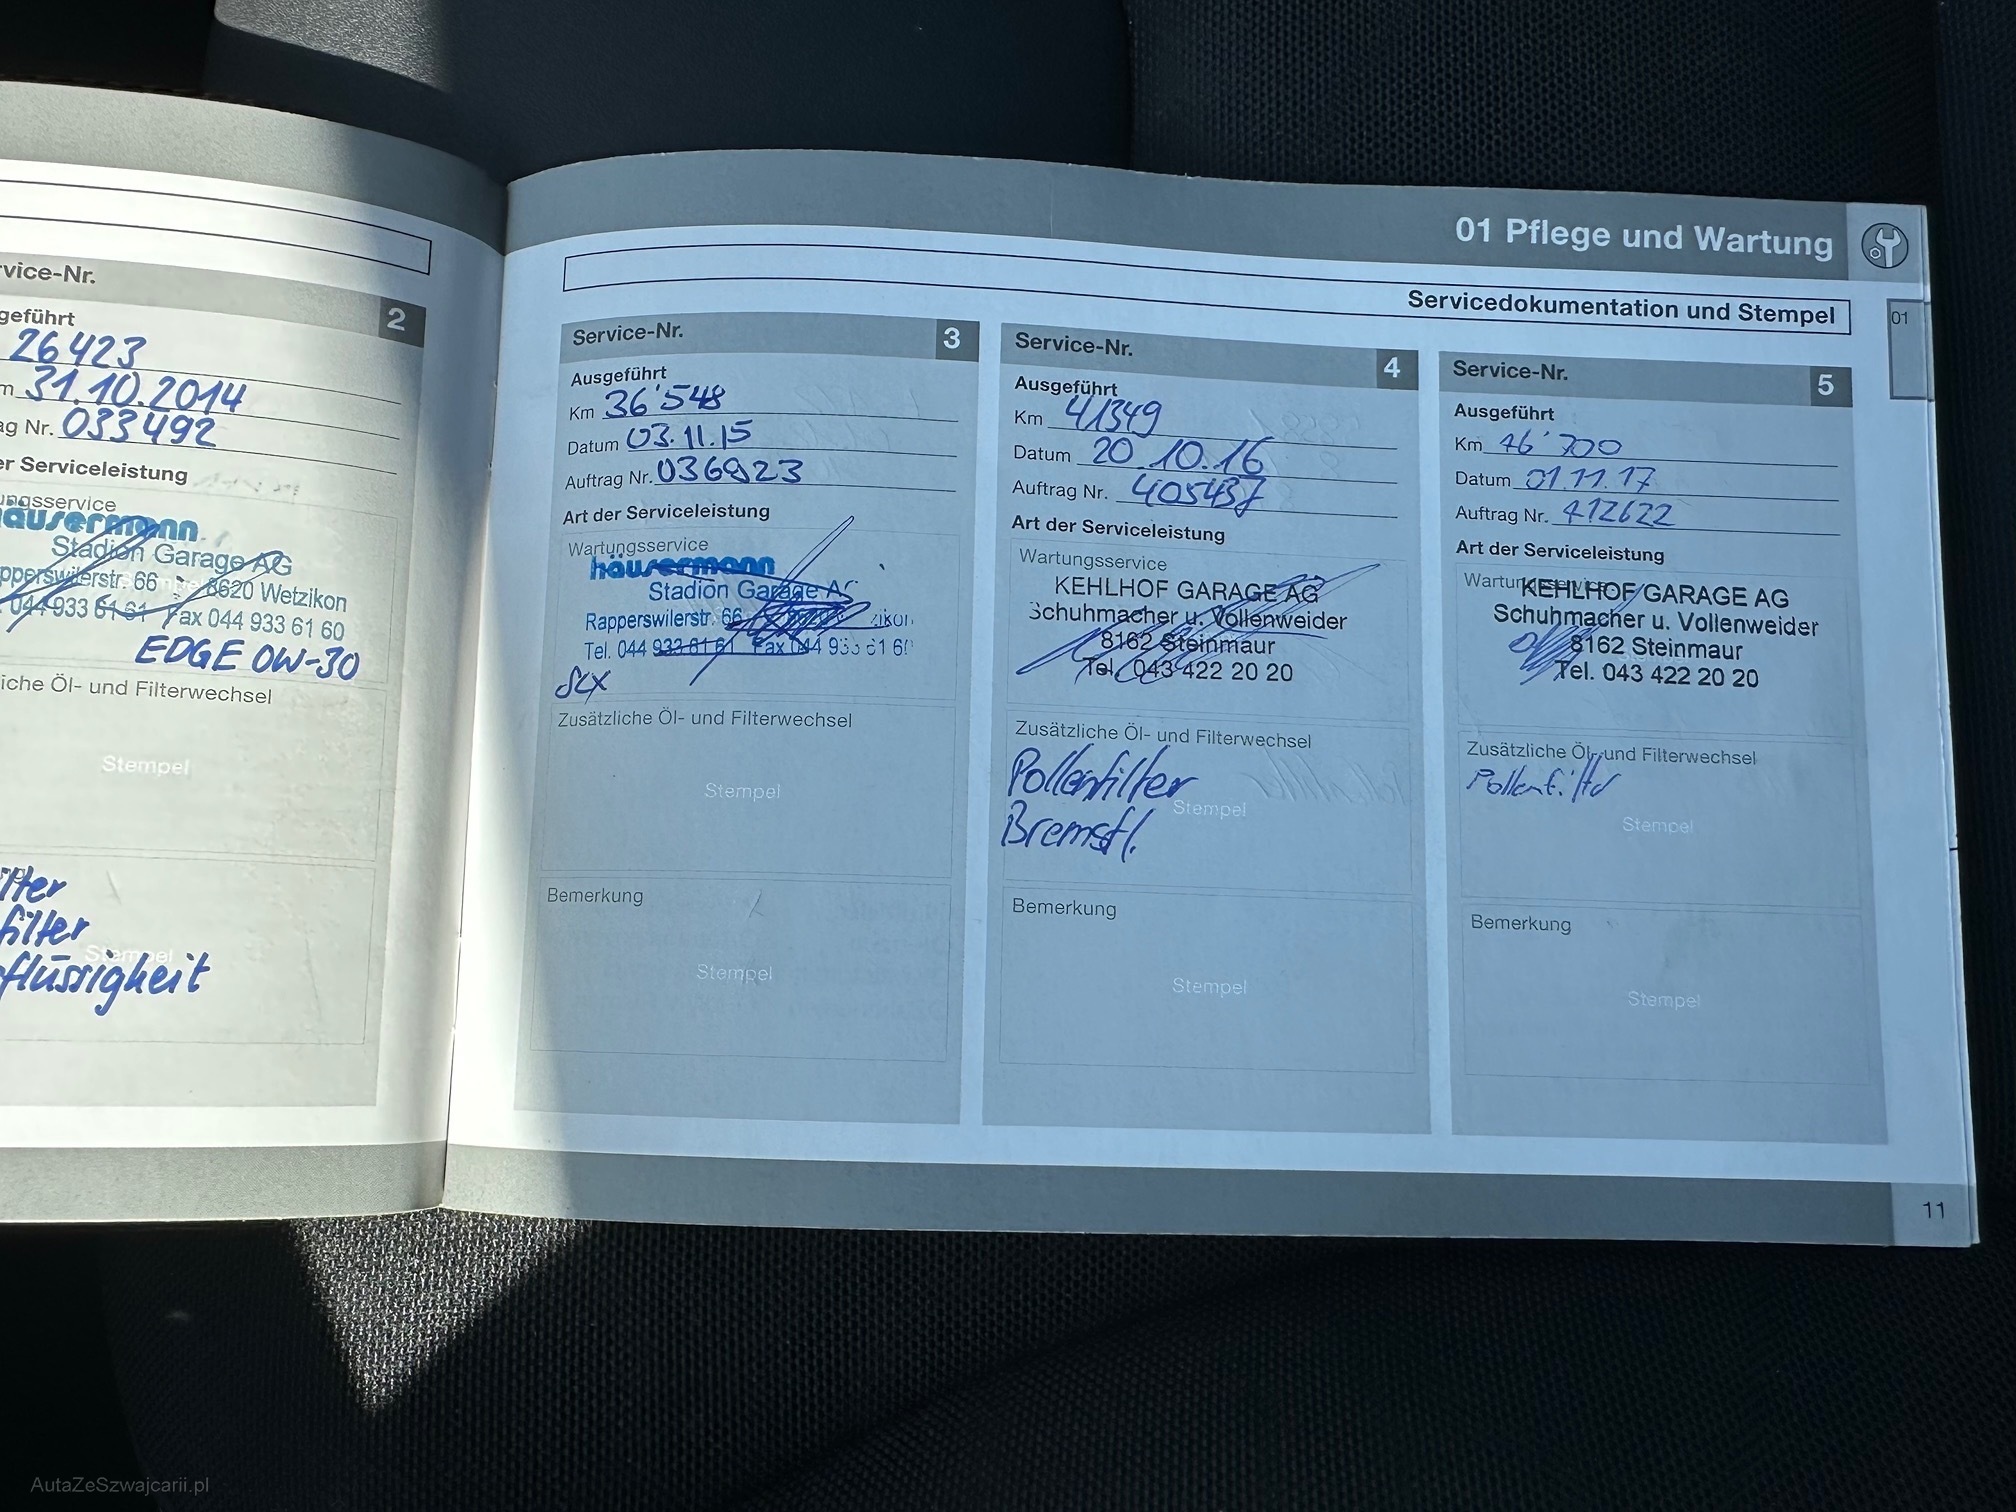 vice-Nr.
2
geführt
26423
m 31.10.2014
ag Nr. 033492
er Serviceleistung
ungsservice
häusermann
Stadion Garage AG
pperswilerstr. 66 8620 Wetzikon
044 933 61 61 Fax 044 933 61 60
EDGE 0W-30
iche Öl- und Filterwechsel
Stempel
lter
filter
Stempel
flüssigkeit
01 Pflege und Wartung
Servicedokumentation und Stempel
01
Service-Nr. 3
Ausgeführt
Km 36'548
Datum 03.11.15
Auftrag Nr. 036923
Art der Serviceleistung
Wartungsservice
häusermann
Stadion Garage AG
Rapperswilerstr. 66 zikon
Tel. 044 933 61 61 Fax 044 933 61 60
Zusätzliche Öl- und Filterwechsel
Stempel
Bemerkung
Stempel
Service-Nr. 4
Ausgeführt
Km 41349
Datum 20.10.16
Auftrag Nr. 405437
Art der Serviceleistung
Wartungsservice
KEHLHOF GARAGE AG
Schuhmacher u. Vollenweider
8162 Steinmaur
Tel. 043 422 20 20
Zusätzliche Öl- und Filterwechsel
Pollenfilter
Stempel
Bremsfl.
Bemerkung
Stempel
Service-Nr. 5
Ausgeführt
Km 46'700
Datum 01.11.17
Auftrag Nr. 412622
Art der Serviceleistung
Wartungsservice
KEHLHOF GARAGE AG
Schuhmacher u. Vollenweider
8162 Steinmaur
Tel. 043 422 20 20
Zusätzliche Öl- und Filterwechsel
Pollenfilter
Stempel
Bemerkung
Stempel
11
AutaZeSzwajcarii.pl